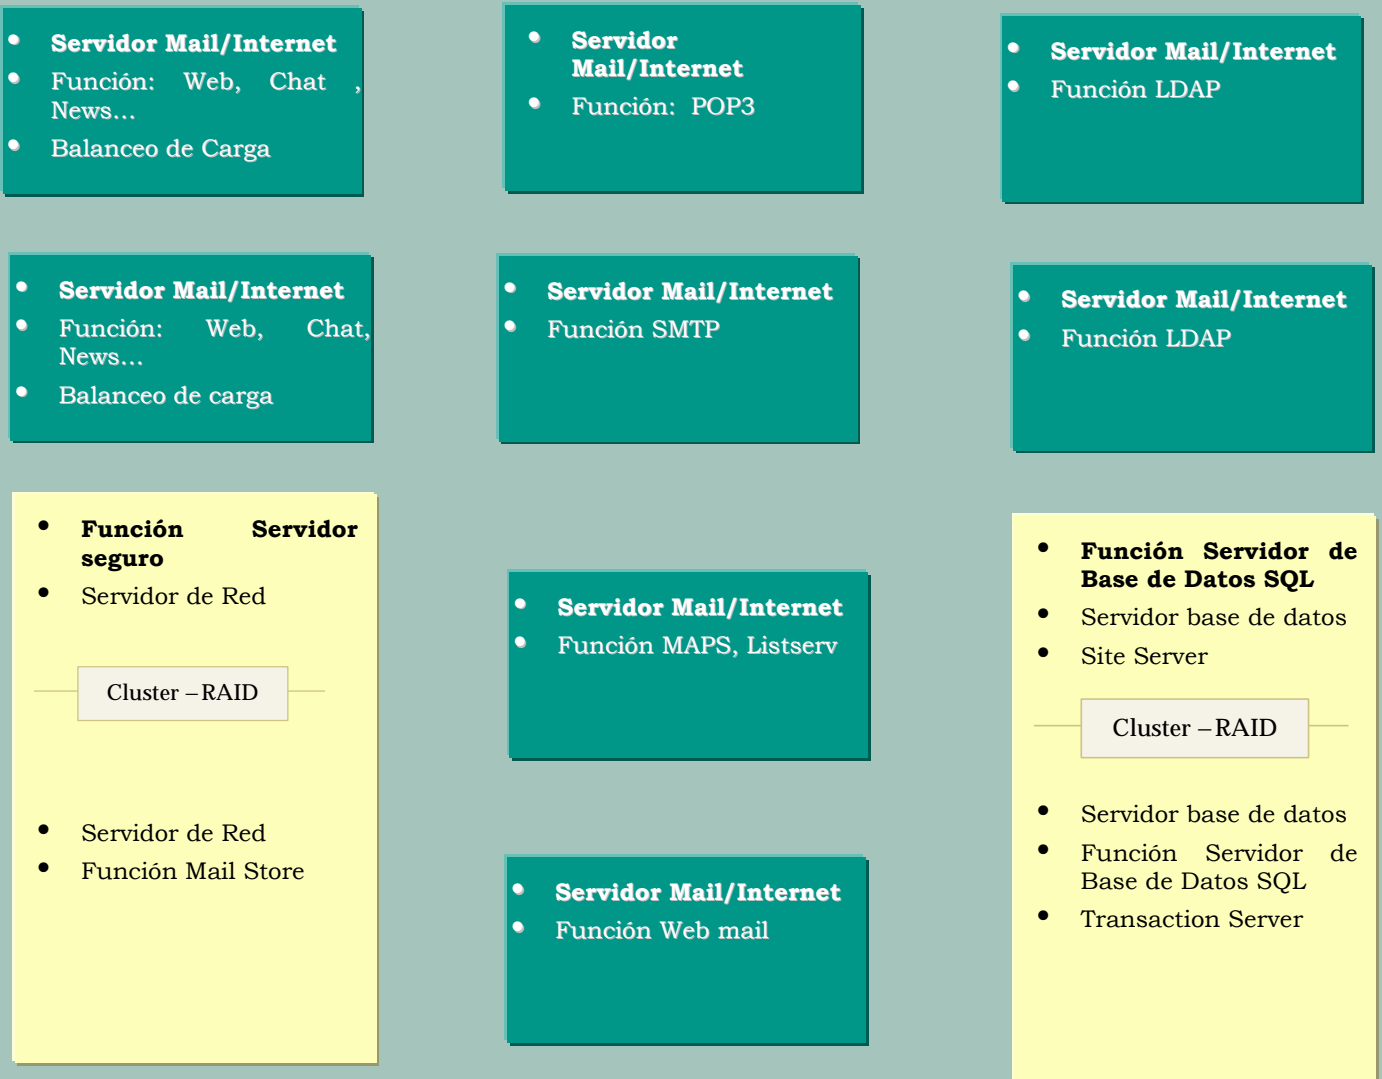 • Servidor Mail/Internet
• Función: Web, Chat ,
News...
• Balanceo de Carga
• Servidor
Mail/Internet
• Función: POP3
• Servidor Mail/Internet
• Función LDAP
• Servidor Mail/Internet
• Función: Web, Chat,
News...
• Balanceo de carga
• Servidor Mail/Internet
• Función SMTP
• Servidor Mail/Internet
• Función LDAP
• Función Servidor
seguro
• Servidor de Red
Cluster – RAID
• Servidor de Red
• Función Mail Store
• Servidor Mail/Internet
• Función MAPS, Listserv
• Servidor Mail/Internet
• Función Web mail
• Función Servidor de
Base de Datos SQL
• Servidor base de datos
• Site Server
Cluster – RAID
• Servidor base de datos
• Función Servidor de
Base de Datos SQL
• Transaction Server